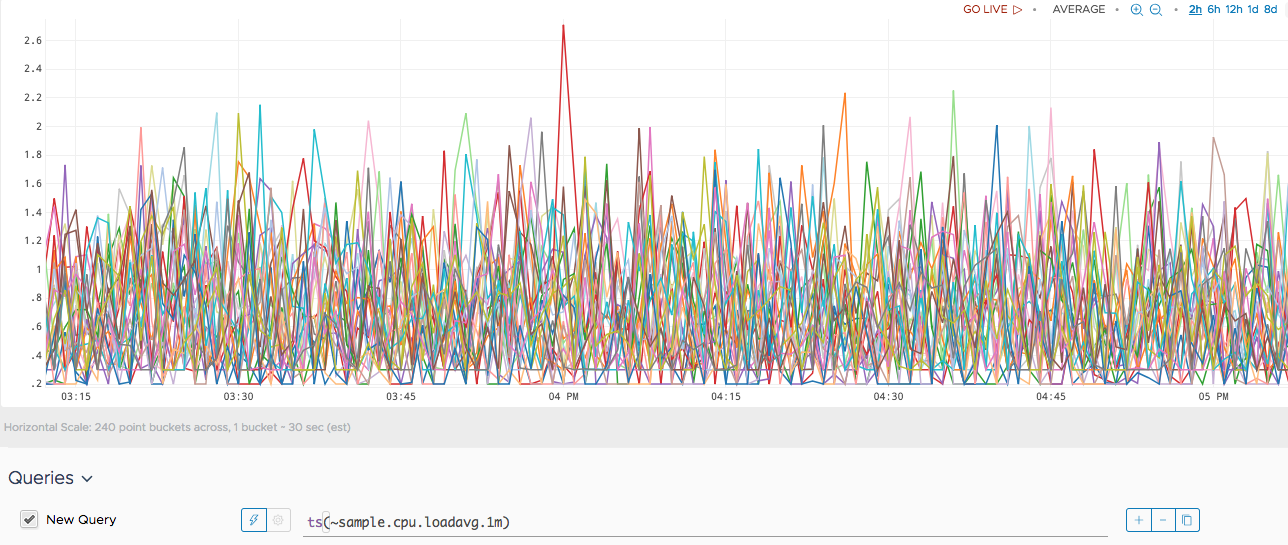 GO LIVE • AVERAGE • • 2h 6h 12h 1d 8d
2.6
2.4
2.2
2
1.8
1.6
1.4
1.2
1
.8
.6
.4
.2
03:15 03:30 03:45 04 PM 04:15 04:30 04:45 05 PM
Horizontal Scale: 240 point buckets across, 1 bucket ~ 30 sec (est)
Queries
New Query ts(~sample.cpu.loadavg.1m) + −